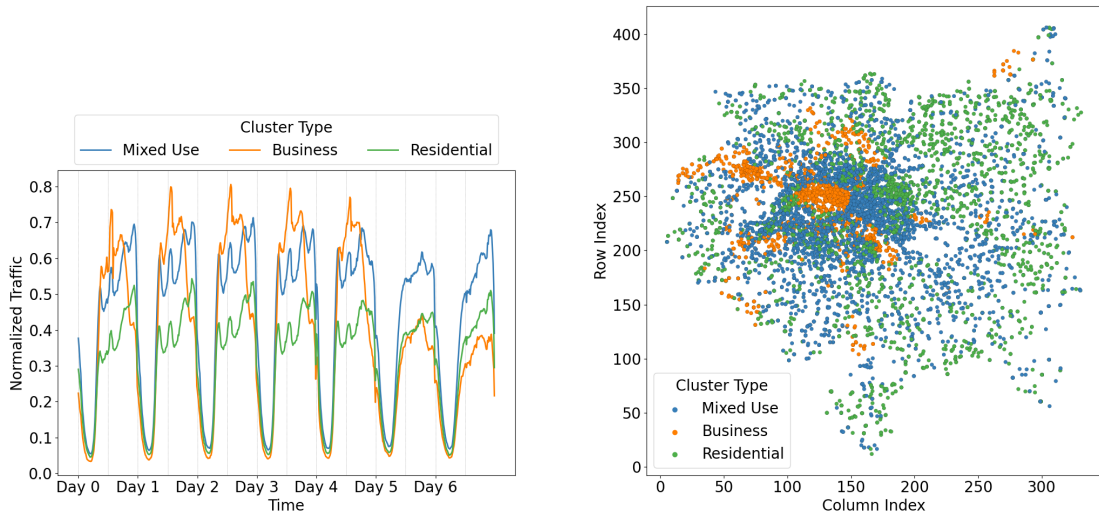 Cluster Type
Mixed Use Business Residential
0.8
0.7
0.6
0.5
0.4
0.3
0.2
0.1
0.0
Normalized Traffic
Day 0 Day 1 Day 2 Day 3 Day 4 Day 5 Day 6
Time
400
350
300
250
200
150
100
50
0
Row Index
Cluster Type
Mixed Use
Business
Residential
0 50 100 150 200 250 300
Column Index